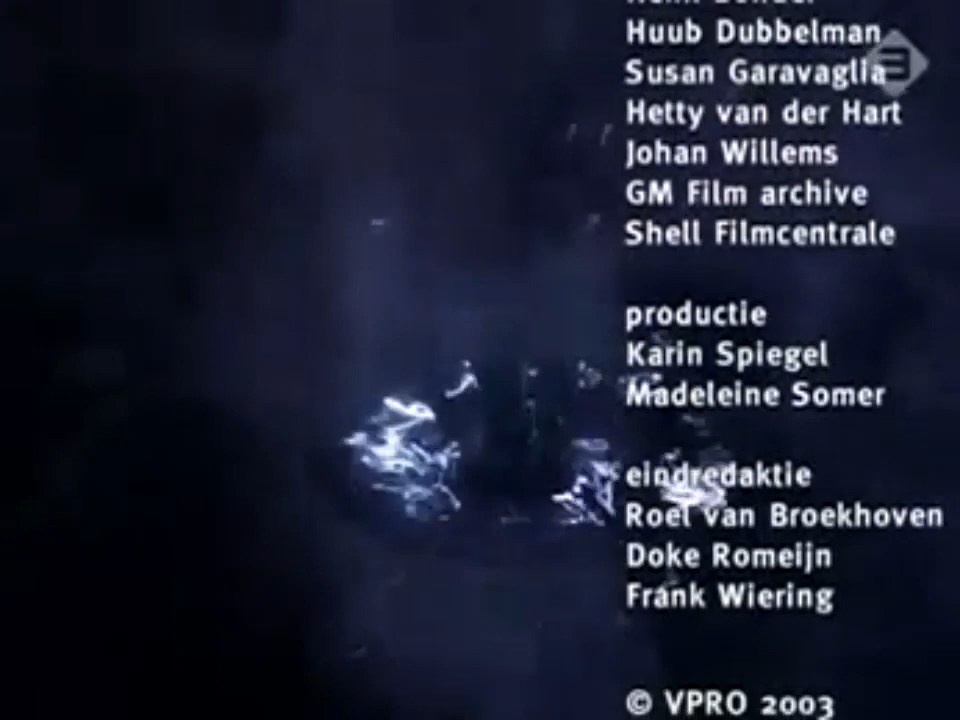 Huub Dubbelman
Susan Garavaglia
3
Hetty van der Hart
Johan Willems
GM Film archive
Shell Filmcentrale
productie
Karin Spiegel
Madeleine Somer
eindredaktie
Roel van Broekhoven
Doke Romeijn
Frank Wiering
© VPRO 2003